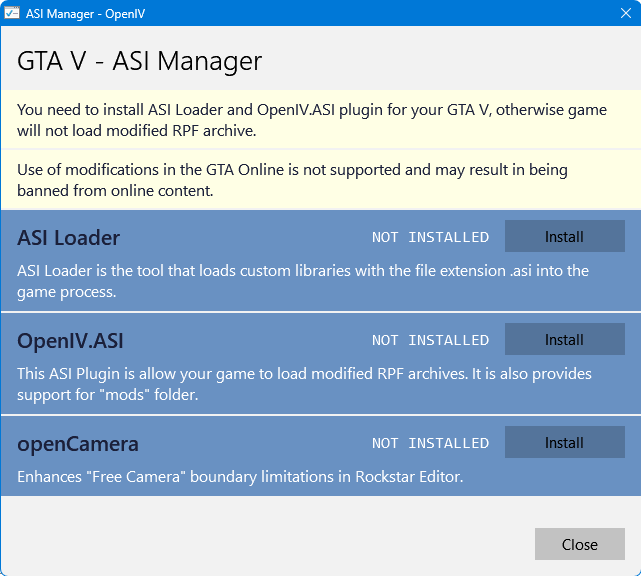 ASI Manager - OpenIV
GTA V - ASI Manager
You need to install ASI Loader and OpenIV.ASI plugin for your GTA V, otherwise game
will not load modified RPF archive.
Use of modifications in the GTA Online is not supported and may result in being
banned from online content.
ASI Loader NOT INSTALLED Install
ASI Loader is the tool that loads custom libraries with the file extension .asi into the
game process.
OpenIV.ASI NOT INSTALLED Install
This ASI Plugin is allow your game to load modified RPF archives. It is also provides
support for "mods" folder.
openCamera NOT INSTALLED Install
Enhances "Free Camera" boundary limitations in Rockstar Editor.
Close